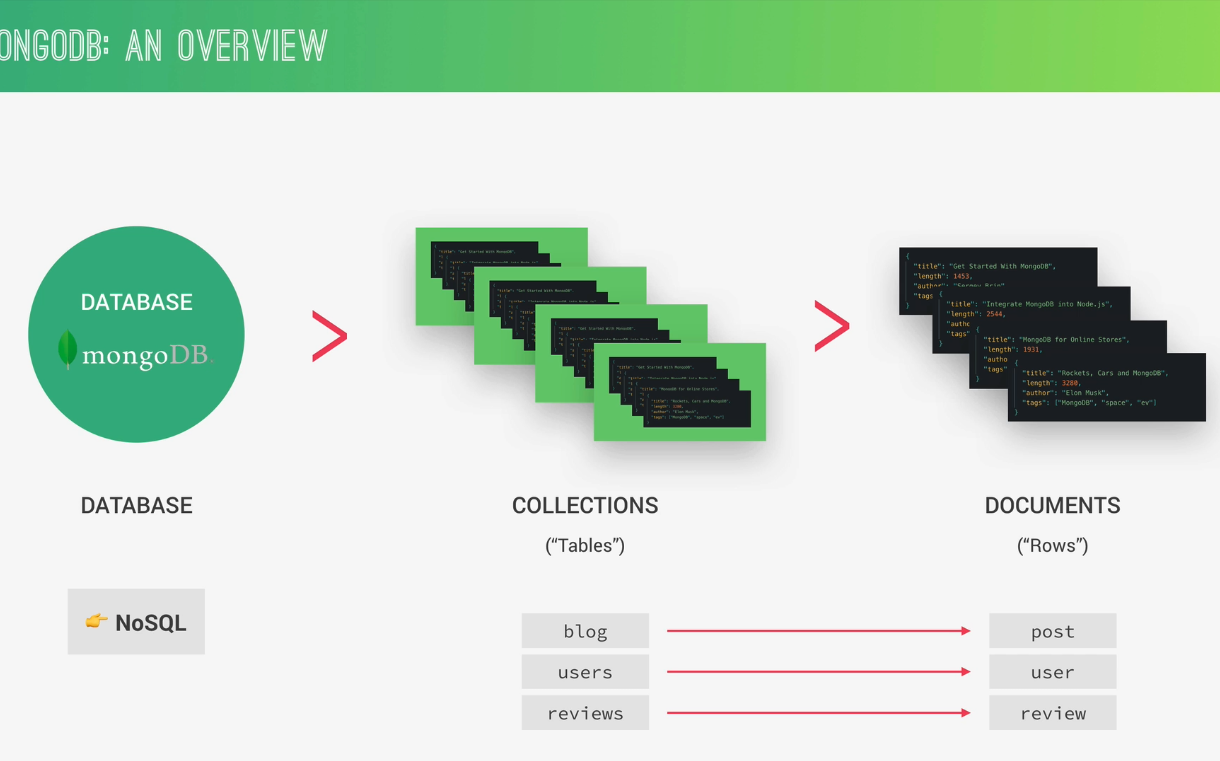 ONGODB: AN OVERVIEW
DATABASE
mongoDB.
{
"title": "Get Started With MongoDB",
"length": 1453,
"author": "Sergey Brin"
"tags
}
{
"title": "Integrate MongoDB into Node.js",
"length": 2544,
"autho
"tags"
}
{
"title": "MongoDB for Online Stores",
"length": 1931,
"autho
"tags"
}
{
"title": "Rockets, Cars and MongoDB",
"length": 3280,
"author": "Elon Musk",
"tags": ["MongoDB", "space", "ev"]
}
DATABASE
COLLECTIONS
DOCUMENTS
(“Tables”)
(“Rows”)
👉 NoSQL
blog
post
users
user
reviews
review